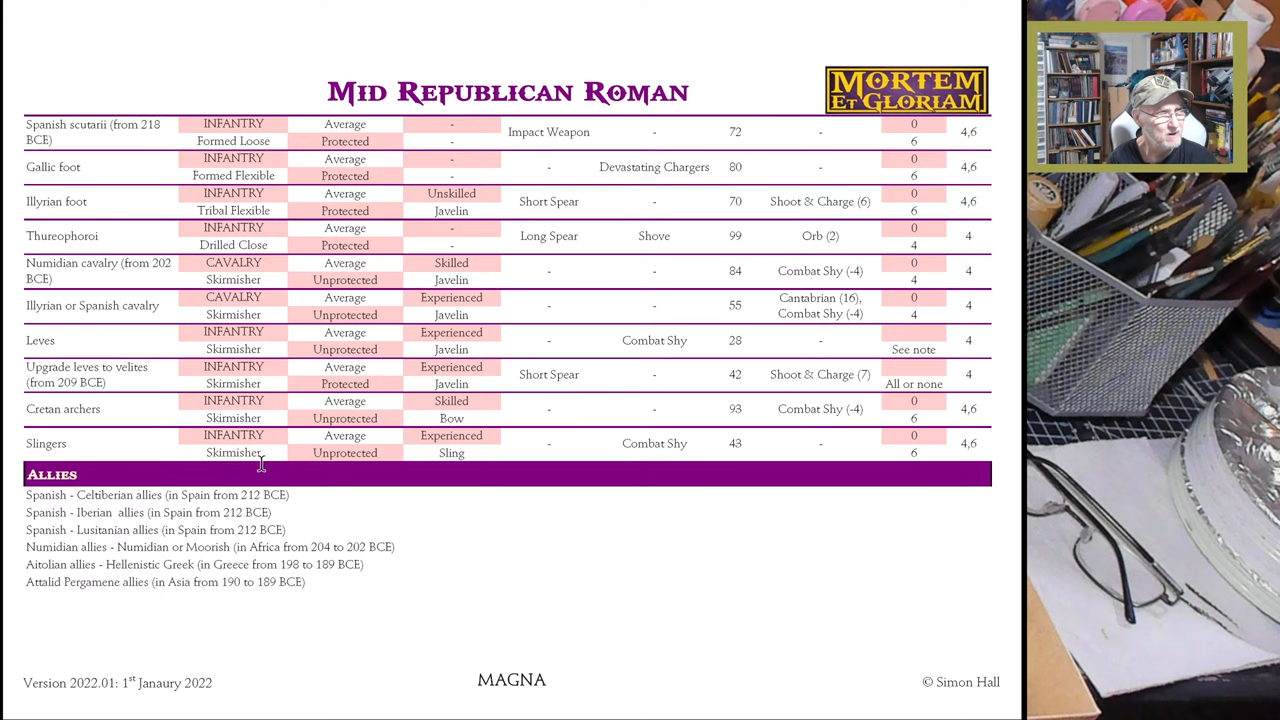 MID REPUBLICAN ROMAN
MORTEM
ET GLORIAM
Spanish scutarii (from 218 BCE) INFANTRY Formed Loose Average Protected - - Impact Weapon - 72 - 0 6 4,6
Gallic foot INFANTRY Formed Flexible Average Protected - - - Devastating Chargers 80 - 0 6 4,6
Illyrian foot INFANTRY Tribal Flexible Average Protected Unskilled Javelin Short Spear - 70 Shoot & Charge (6) 0 6 4,6
Thureophoroi INFANTRY Drilled Close Average Protected - - Long Spear Shove 99 Orb (2) 0 4 4
Numidian cavalry (from 202 BCE) CAVALRY Skirmisher Average Unprotected Skilled Javelin - - 84 Combat Shy (-4) 0 4 4
Illyrian or Spanish cavalry CAVALRY Skirmisher Average Unprotected Experienced Javelin - - 55 Cantabrian (16), Combat Shy (-4) 0 4 4
Leves INFANTRY Skirmisher Average Unprotected Experienced Javelin - Combat Shy 28 - See note 4
Upgrade leves to velites (from 209 BCE) INFANTRY Skirmisher Average Protected Experienced Javelin Short Spear - 42 Shoot & Charge (7) All or none 4
Cretan archers INFANTRY Skirmisher Average Unprotected Skilled Bow - - 93 Combat Shy (-4) 0 6 4,6
Slingers INFANTRY Skirmisher Average Unprotected Experienced Sling - Combat Shy 43 - 0 6 4,6
ALLIES
Spanish - Celtiberian allies (in Spain from 212 BCE)
Spanish - Iberian allies (in Spain from 212 BCE)
Spanish - Lusitanian allies (in Spain from 212 BCE)
Numidian allies - Numidian or Moorish (in Africa from 204 to 202 BCE)
Aitolian allies - Hellenistic Greek (in Greece from 198 to 189 BCE)
Attalid Pergamene allies (in Asia from 190 to 189 BCE)
Version 2022.01: 1st Janaury 2022 MAGNA © Simon Hall